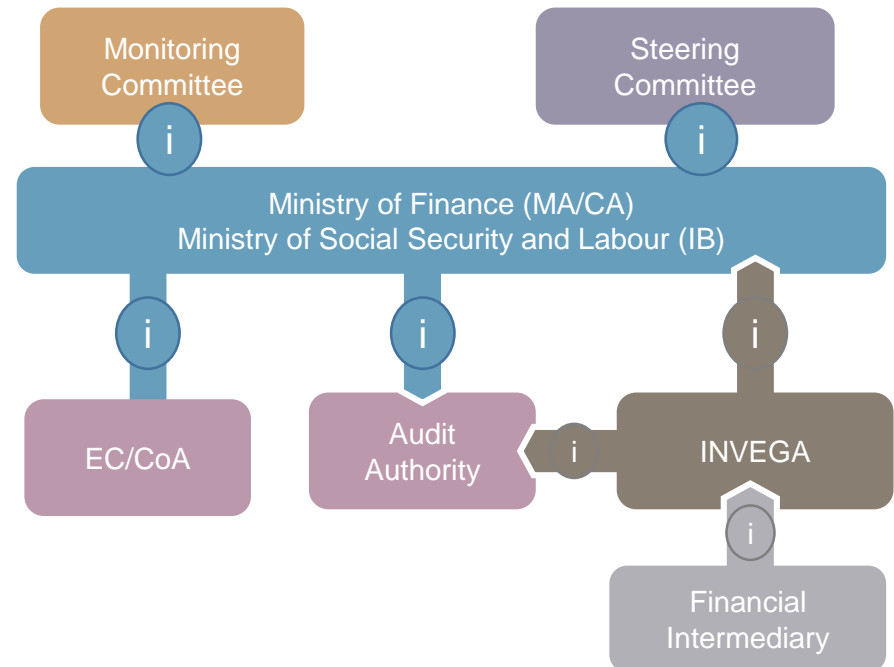 Monitoring
Committee
Steering
Committee
i
i
Ministry of Finance (MA/CA)
Ministry of Social Security and Labour (IB)
i
i
i
EC/CoA
Audit
Authority
i
INVEGA
i
Financial
Intermediary